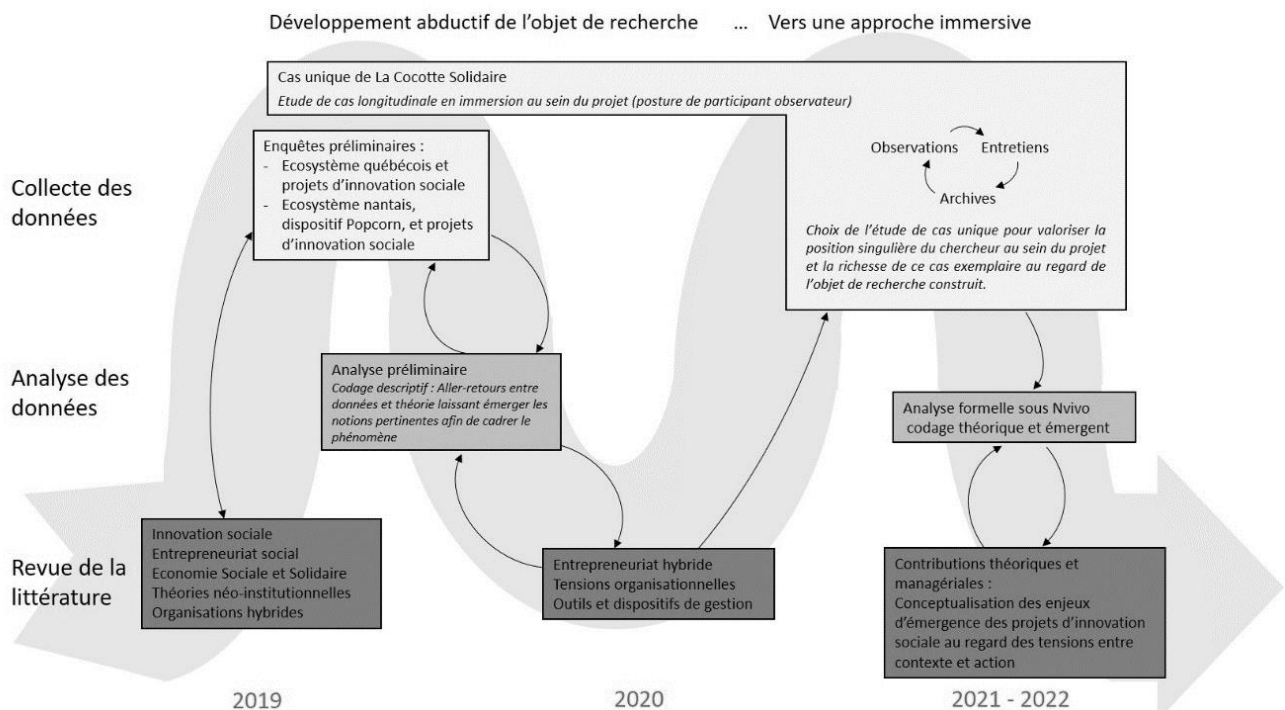 Développement abductif de l’objet de recherche ... Vers une approche immersive
Cas unique de La Cocotte Solidaire
Etude de cas longitudinale en immersion au sein du projet (posture de participant observateur)
Collecte des
données
Enquêtes préliminaires :
- Ecosystème québécois et
projets d’innovation sociale
- Ecosystème nantais,
dispositif Popcorn, et projets
d’innovation sociale
Observations Entretiens
Archives
Choix de l’étude de cas unique pour valoriser la
position singulière du chercheur au sein du projet
et la richesse de ce cas exemplaire au regard de
l’objet de recherche construit.
Analyse des
données
Analyse préliminaire
Codage descriptif : Aller-retours entre
données et théorie laissant émerger les
notions pertinentes afin de cadrer le
phénomène
Analyse formelle sous Nvivo
codage théorique et émergent
Revue de la
littérature
Innovation sociale
Entrepreneuriat social
Economie Sociale et Solidaire
Théories néo-institutionnelles
Organisations hybrides
Entrepreneuriat hybride
Tensions organisationnelles
Outils et dispositifs de gestion
Contributions théoriques et
managériales :
Conceptualisation des enjeux
d’émergence des projets d’innovation
sociale au regard des tensions entre
contexte et action
2019 2020 2021 - 2022